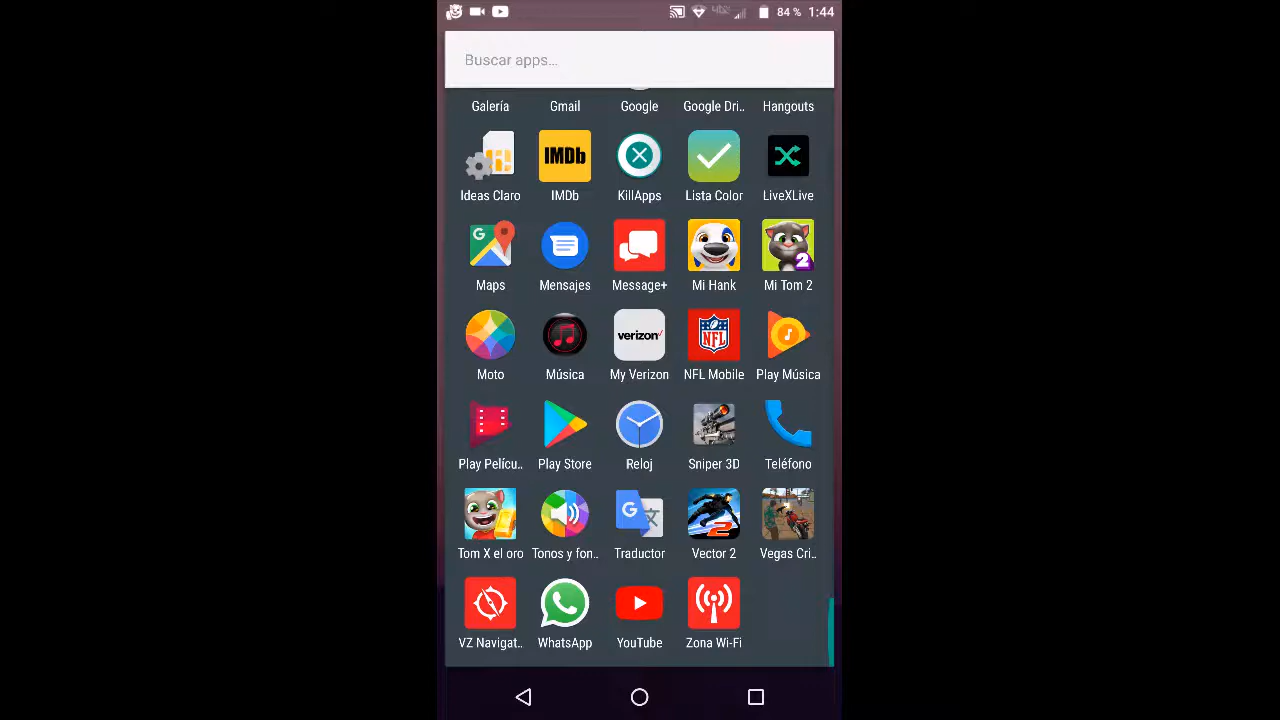 84 % 1:44
Buscar apps...
Galería Gmail Google Google Dri.. Hangouts
IMDb
Ideas Claro IMDb KillApps Lista Color LiveXLive
G 2
Maps Mensajes Message+ Mi Hank Mi Tom 2
verizon NFL
Moto Música My Verizon NFL Mobile Play Música
Play Pelícu.. Play Store Reloj Sniper 3D Teléfono
G 文 2
Tom X el oro Tonos y fon.. Traductor Vector 2 Vegas Cri..
VZ Navigat.. WhatsApp YouTube Zona Wi-Fi